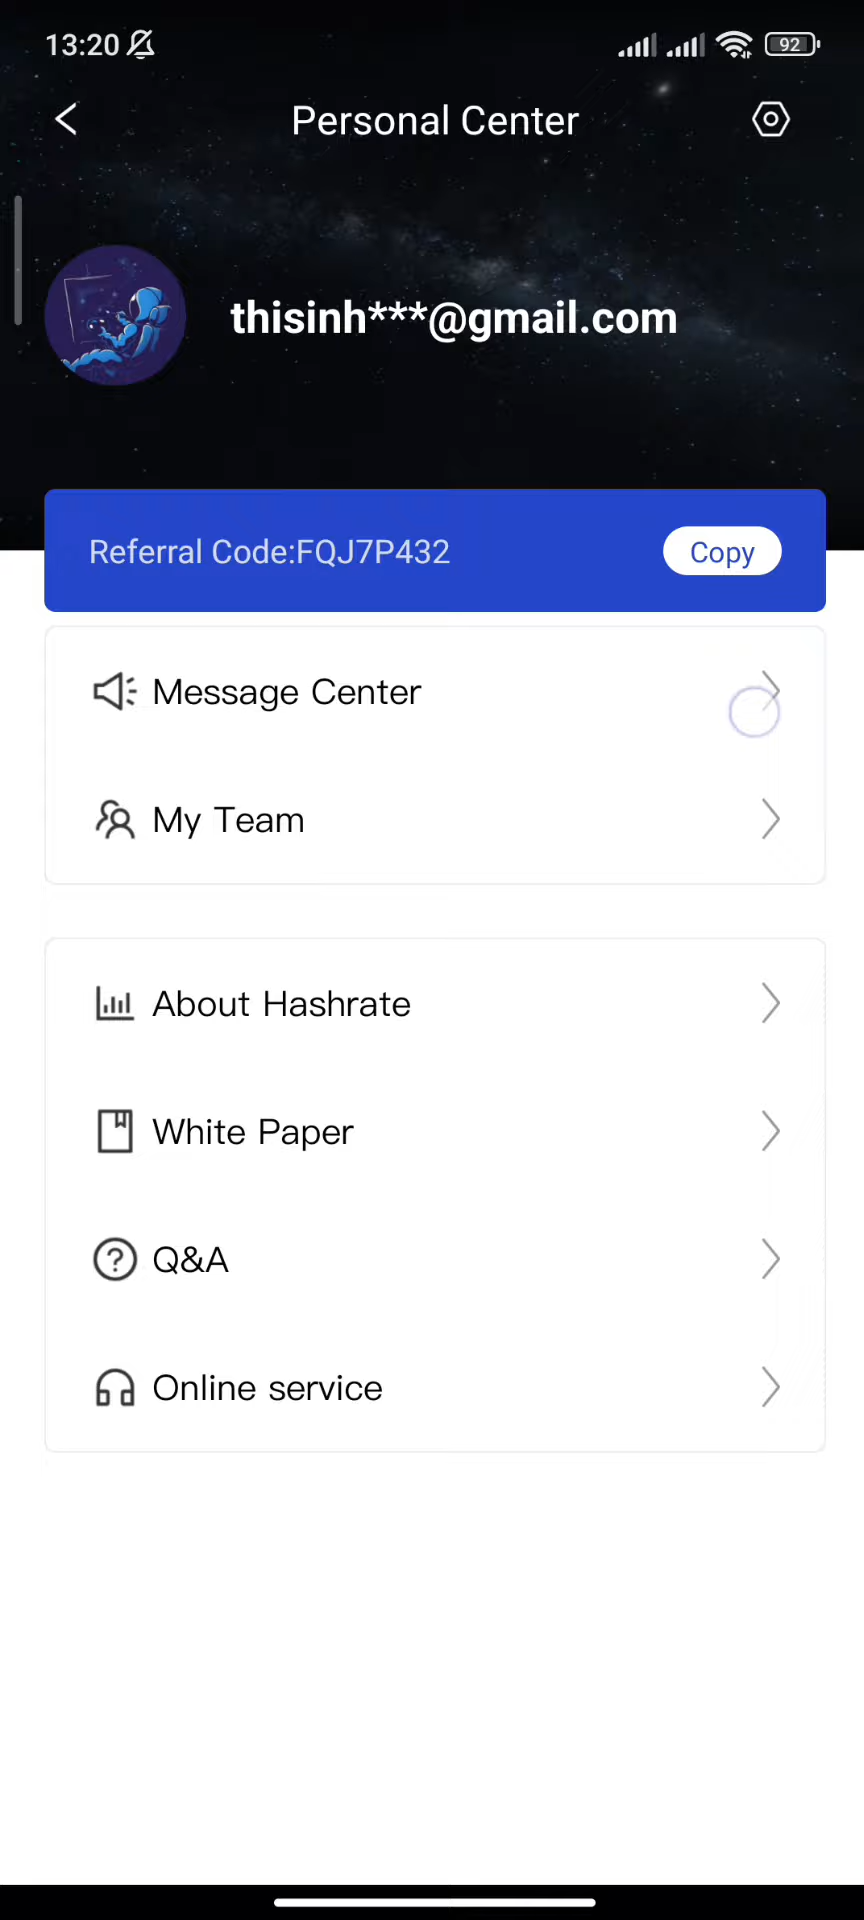 13:20
92
Personal Center
thisinh***@gmail.com
Referral Code:FQJ7P432
Copy
Message Center
My Team
About Hashrate
White Paper
Q&A
Online service